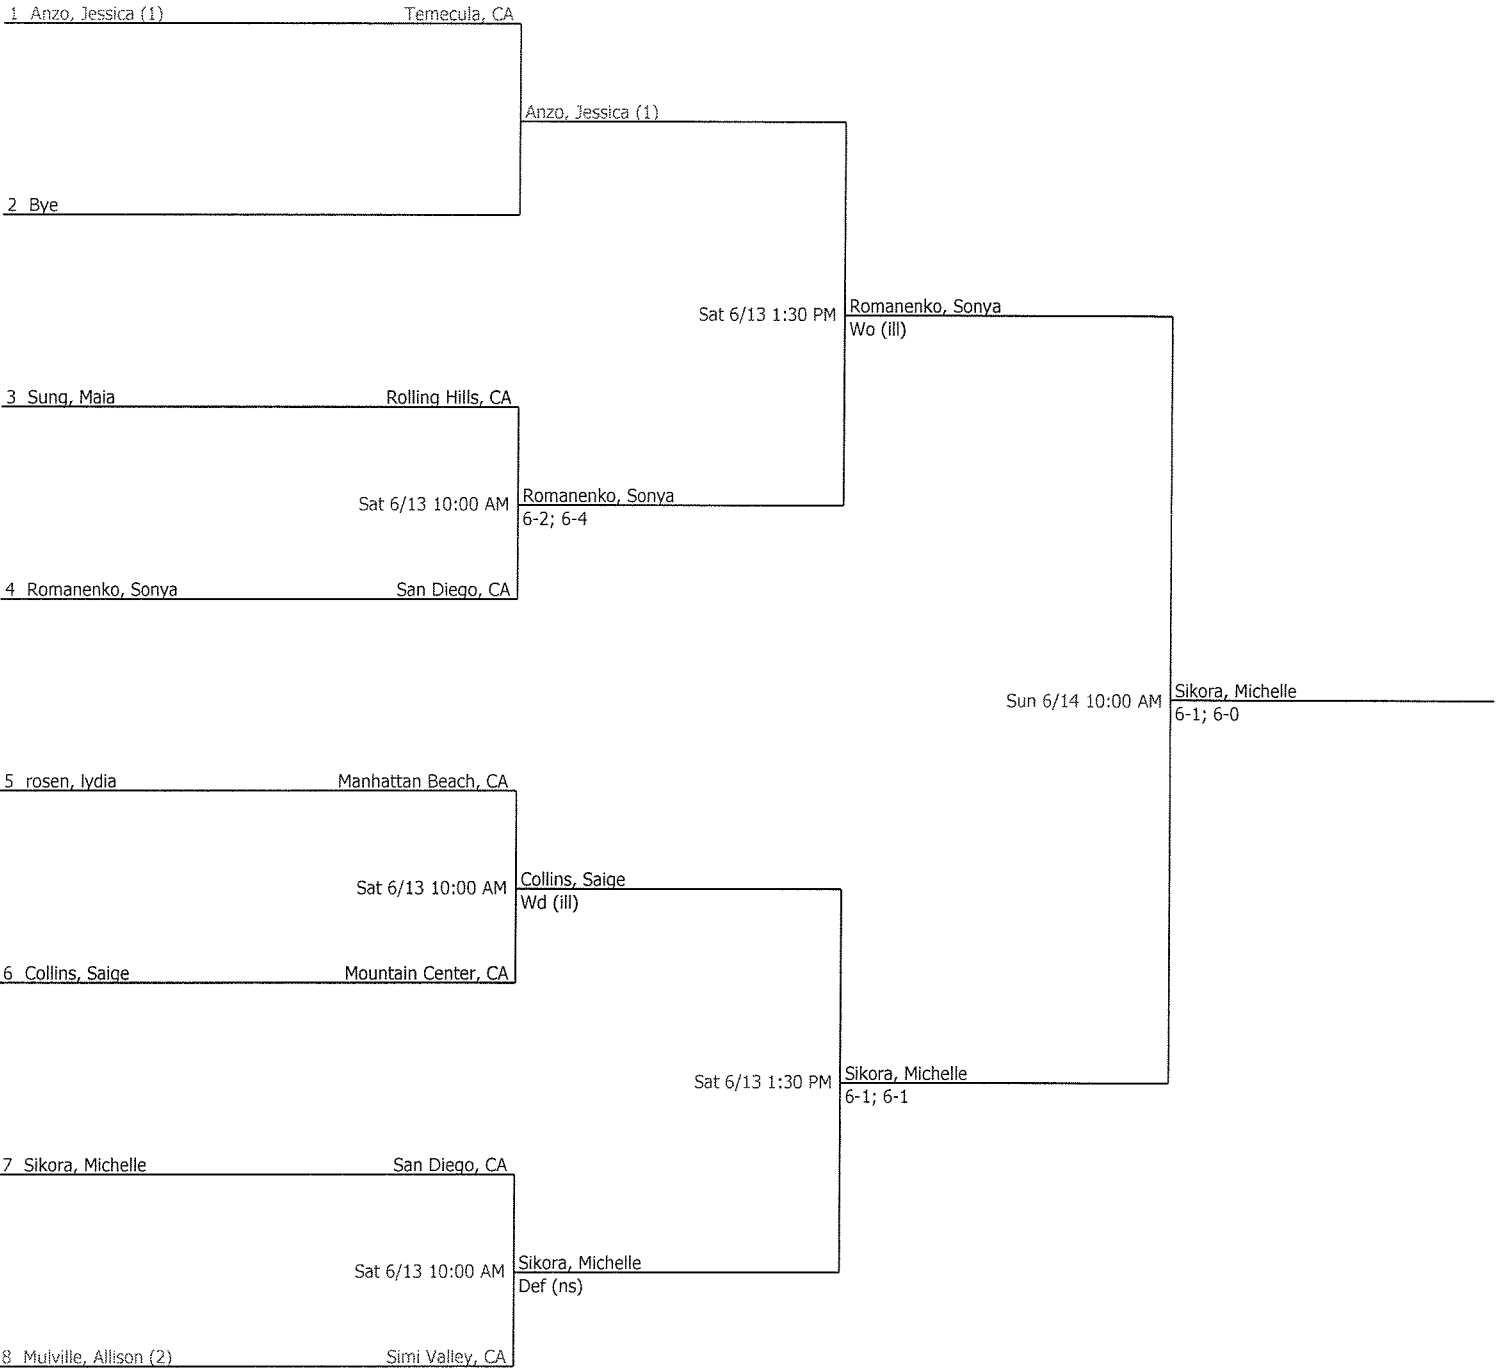 1 Anzo, Jessica (1) Temecula, CA
Anzo, Jessica (1)
2 Bye
Romanenko, Sonya
Sat 6/13 1:30 PM
Wo (ill)
3 Sung, Maia Rolling Hills, CA
Romanenko, Sonya
Sat 6/13 10:00 AM
6-2; 6-4
4 Romanenko, Sonya San Diego, CA
Sikora, Michelle
Sun 6/14 10:00 AM
6-1; 6-0
5 rosen, lydia Manhattan Beach, CA
Collins, Saige
Sat 6/13 10:00 AM
Wd (ill)
6 Collins, Saige Mountain Center, CA
Sikora, Michelle
Sat 6/13 1:30 PM
6-1; 6-1
7 Sikora, Michelle San Diego, CA
Sikora, Michelle
Sat 6/13 10:00 AM
Def (ns)
8 Mulville, Allison (2) Simi Valley, CA